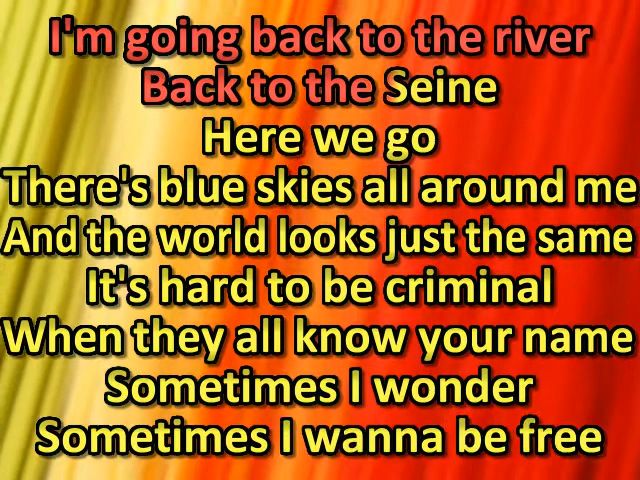 I'm going back to the river
Back to the Seine
Here we go
There's blue skies all around me
And the world looks just the same
It's hard to be criminal
When they all know your name
Sometimes I wonder
Sometimes I wanna be free